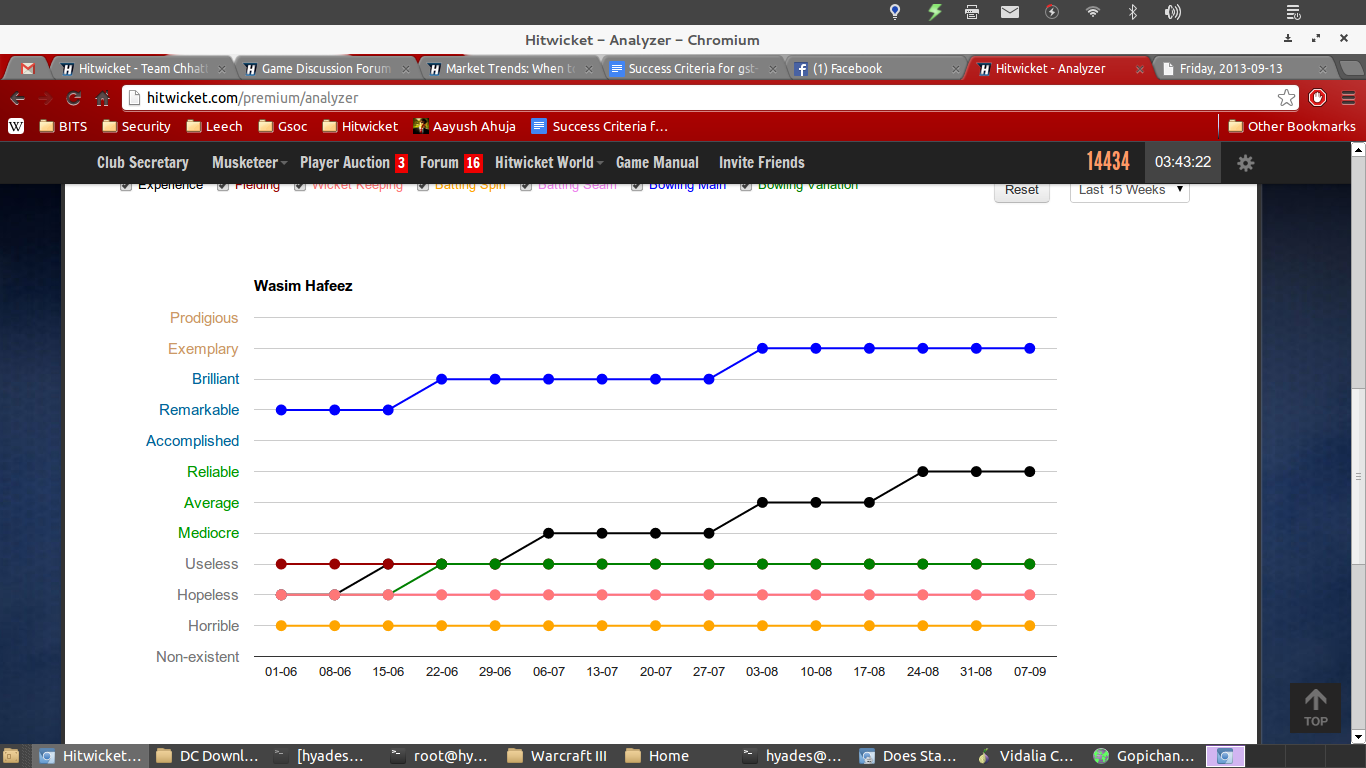 Hitwicket – Analyzer – Chromium
Hitwicket - Team Chhat
Game Discussion Forum
Market Trends: When t
Success Criteria for gst-
(1) Facebook
Hitwicket - Analyzer
Friday, 2013-09-13
hitwicket.com/premium/analyzer
W BITS Security Leech Gsoc Hitwicket Aayush Ahuja Success Criteria f... Other Bookmarks
Club Secretary Musketeer Player Auction 3 Forum 16 Hitwicket World Game Manual Invite Friends 14434 03:43:22
Experience Fielding Wicket Keeping Batting Spin Batting Seam Bowling Main Bowling Variation Reset Last 15 Weeks
Wasim Hafeez
Prodigious
Exemplary
Brilliant
Remarkable
Accomplished
Reliable
Average
Mediocre
Useless
Hopeless
Horrible
Non-existent
01-06 08-06 15-06 22-06 29-06 06-07 13-07 20-07 27-07 03-08 10-08 17-08 24-08 31-08 07-09
TOP
Hitwicket... DC Downl... [hyades... root@hy... Warcraft III Home hyades@... Does Sta... Vidalia C... Gopichan...